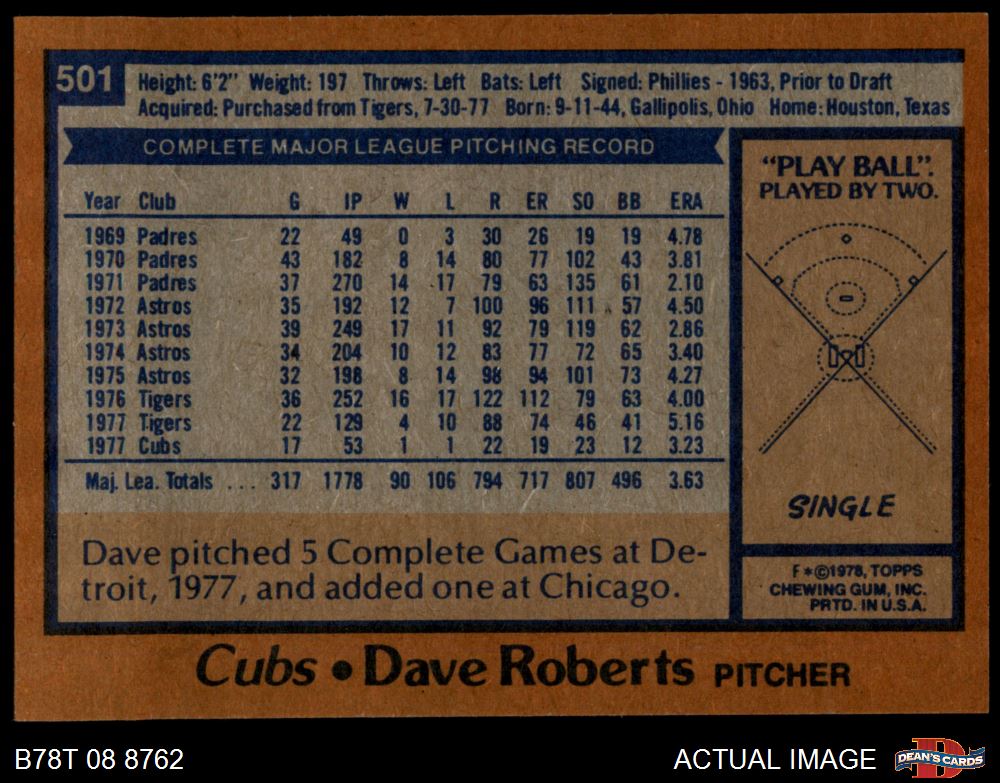 501
Height: 6'2" Weight: 197 Throws: Left Bats: Left Signed: Phillies - 1963, Prior to Draft
Acquired: Purchased from Tigers, 7-30-77 Born: 9-11-44, Gallipolis, Ohio Home: Houston, Texas
COMPLETE MAJOR LEAGUE PITCHING RECORD
Year Club G IP W L R ER SO BB ERA
1969 Padres 22 49 0 3 30 26 19 19 4.78
1970 Padres 43 182 8 14 80 77 102 43 3.81
1971 Padres 37 270 14 17 79 63 135 61 2.10
1972 Astros 35 192 12 7 100 96 111 57 4.50
1973 Astros 39 249 17 11 92 79 119 62 2.86
1974 Astros 34 204 10 12 83 77 72 65 3.40
1975 Astros 32 198 8 14 98 94 101 73 4.27
1976 Tigers 36 252 16 17 122 112 79 63 4.00
1977 Tigers 22 129 4 10 88 74 46 41 5.16
1977 Cubs 17 53 1 1 22 19 23 12 3.23
Maj. Lea. Totals ... 317 1778 90 106 794 717 807 496 3.63
Dave pitched 5 Complete Games at De-
troit, 1977, and added one at Chicago.
"PLAY BALL".
PLAYED BY TWO.
SINGLE
F *©1978, TOPPS
CHEWING GUM, INC.
PRTD. IN U.S.A.
Cubs • Dave Roberts PITCHER
B78T 08 8762
ACTUAL IMAGE
D
DEAN'S CARDS